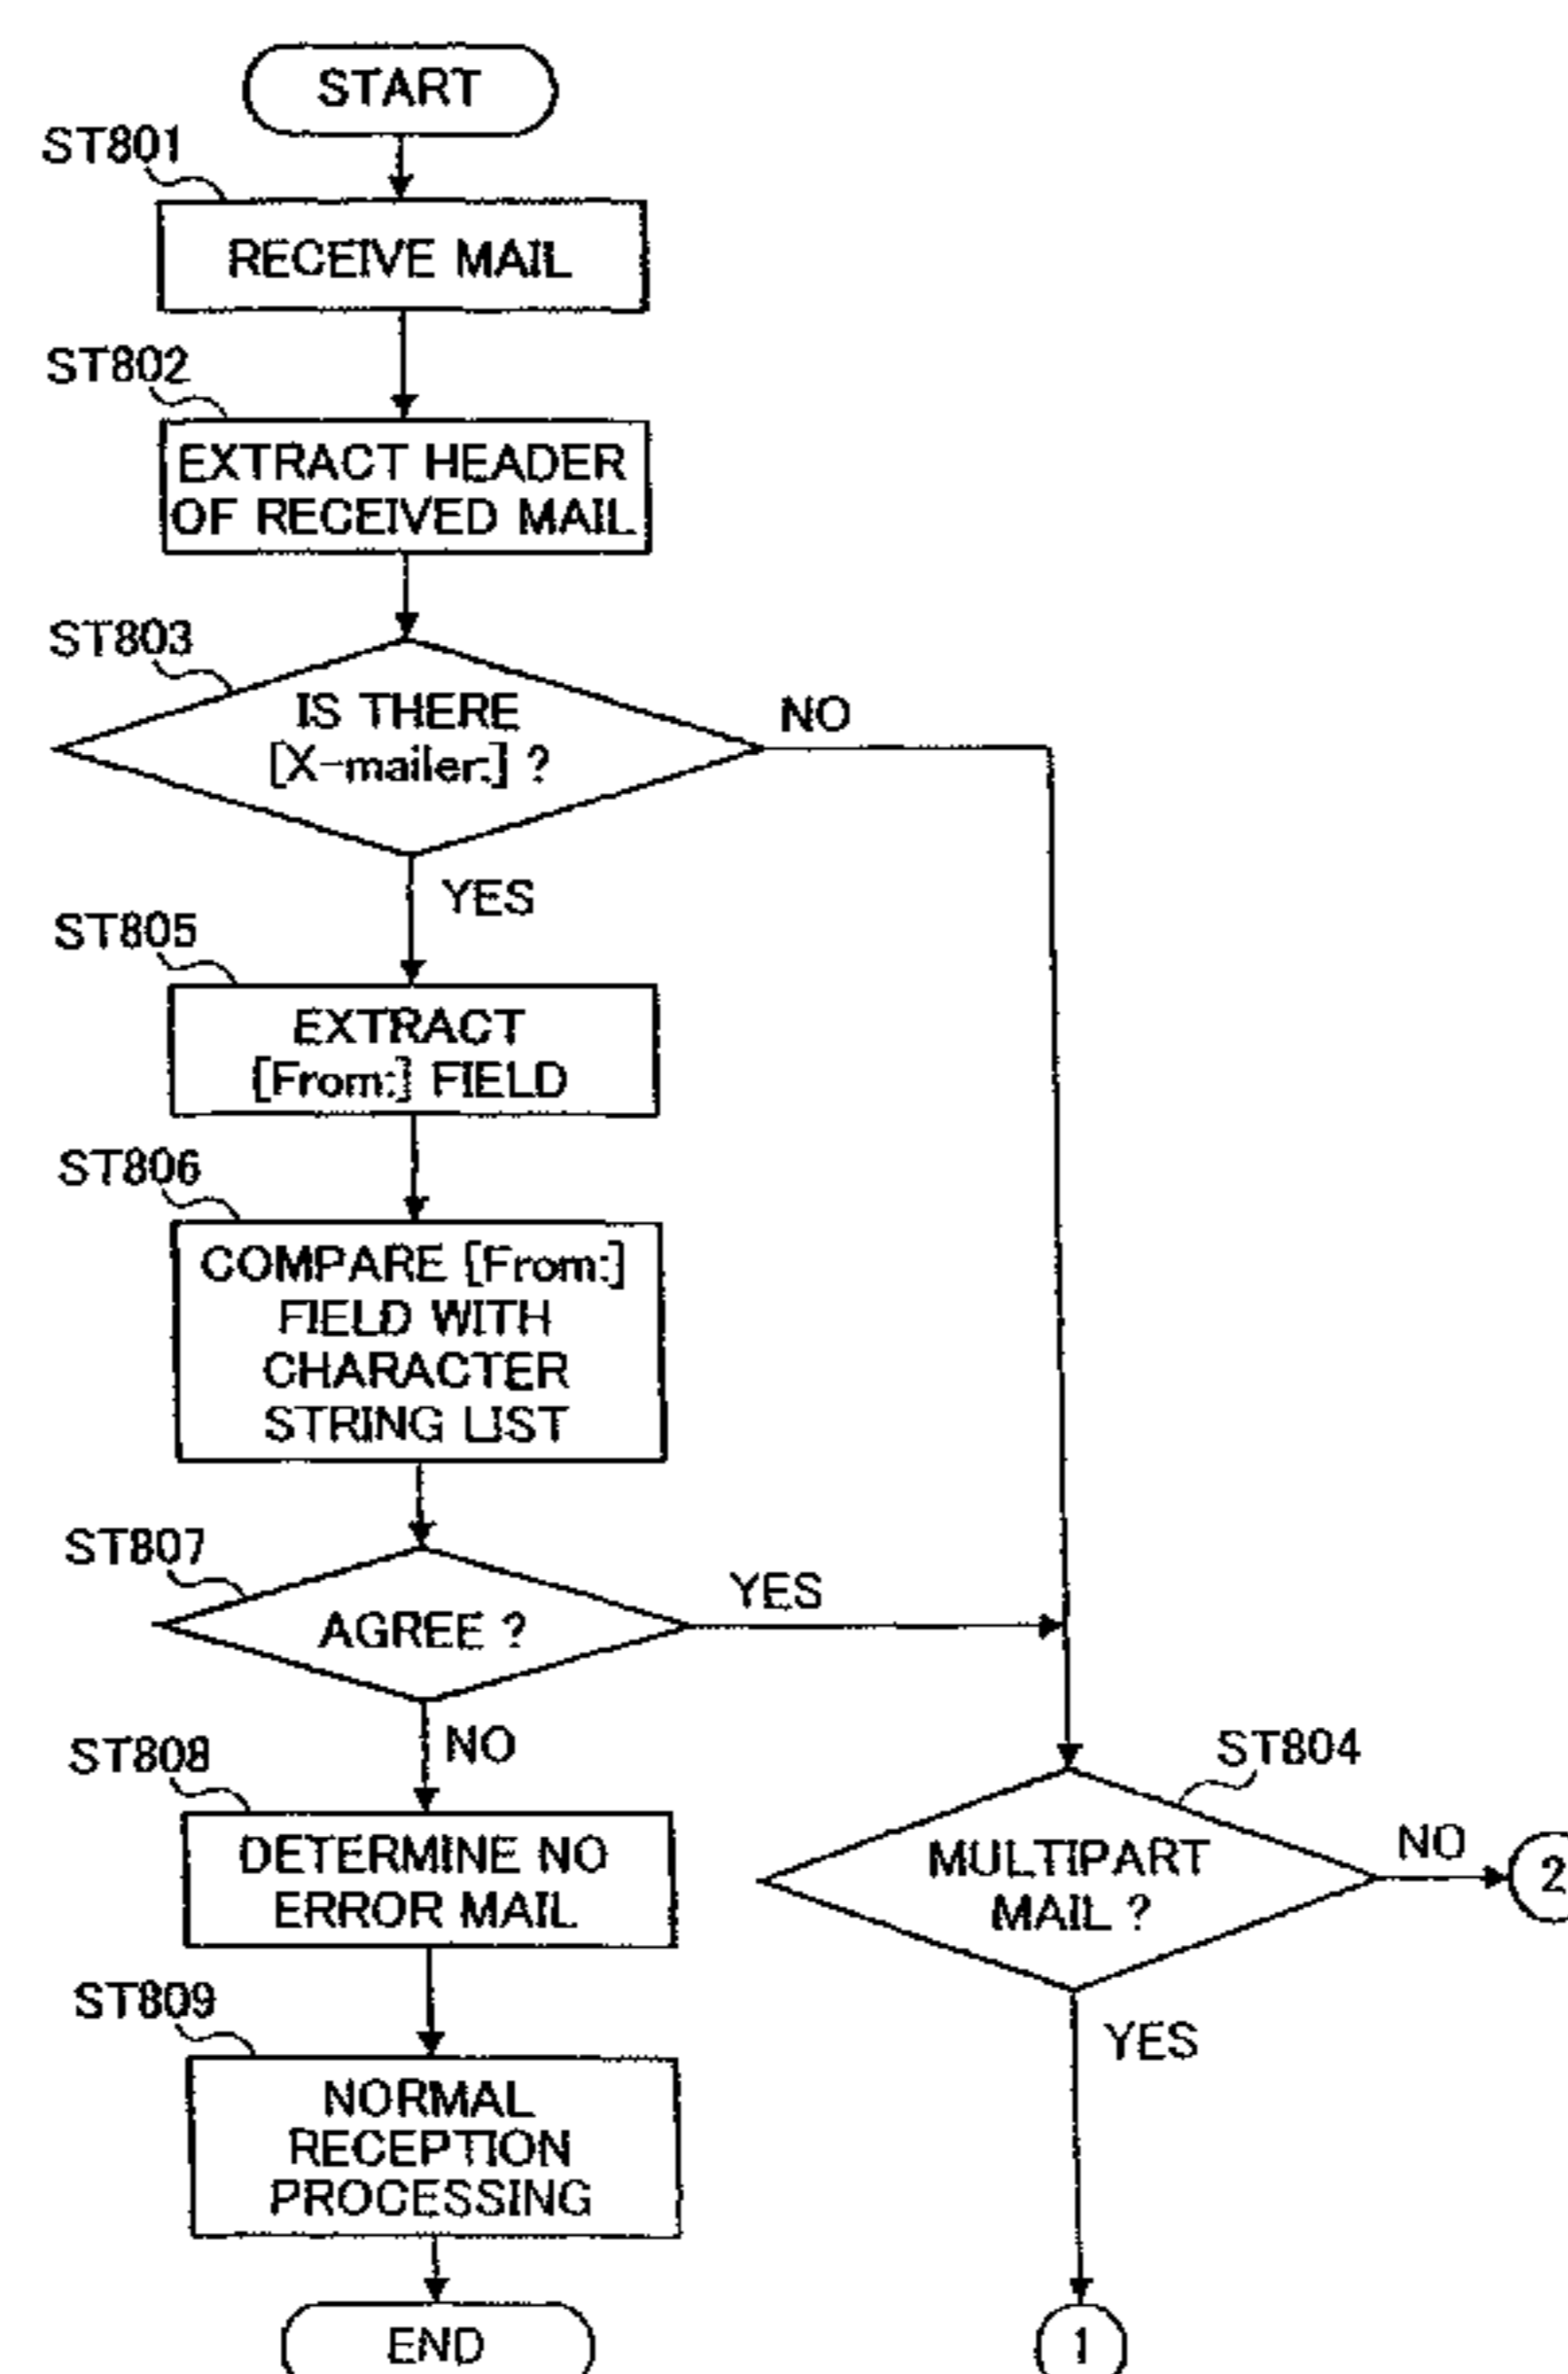 START
ST801
RECEIVE MAIL
ST802
EXTRACT HEADER
OF RECEIVED MAIL
ST803
IS THERE
[X-mailer:] ?
NO
YES
ST805
EXTRACT
[From:] FIELD
ST806
COMPARE [From:]
FIELD WITH
CHARACTER
STRING LIST
ST807
AGREE ?
YES
NO
ST808
DETERMINE NO
ERROR MAIL
ST804
MULTIPART
MAIL ?
NO
2
YES
ST809
NORMAL
RECEPTION
PROCESSING
END
1